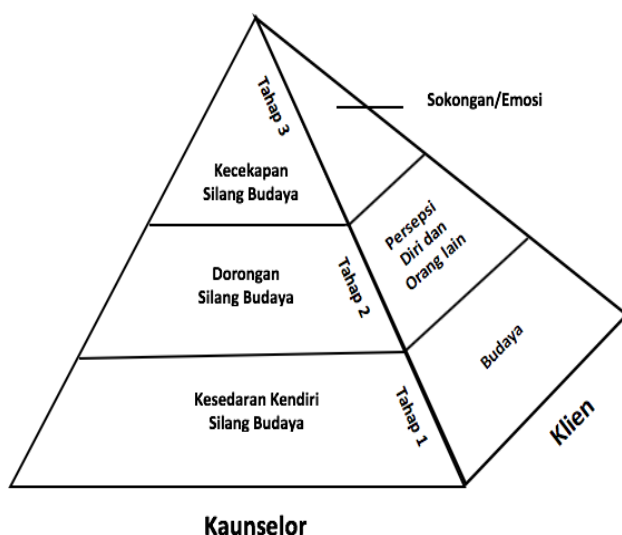 Tahap 3
Sokongan/Emosi
Kecekapan
Silang Budaya
Persepsi
Diri dan
Orang lain
Dorongan
Silang Budaya
Tahap 2
Budaya
Kesedaran Kendiri
Silang Budaya
Tahap 1
Klien
Kaunselor